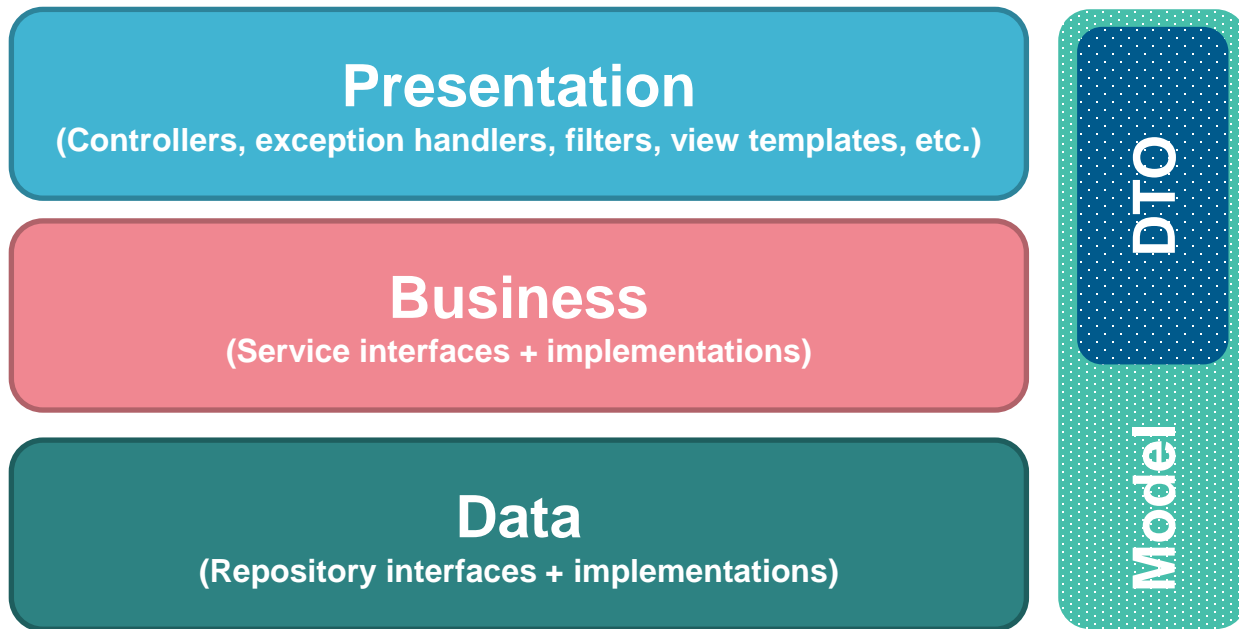 Presentation
(Controllers, exception handlers, filters, view templates, etc.)
Business
(Service interfaces + implementations)
Data
(Repository interfaces + implementations)
DTO
Model